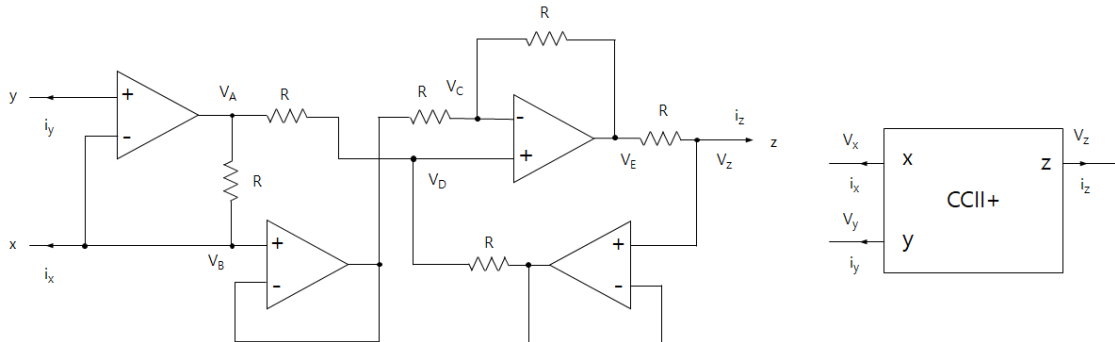 R
y
+
V_A
R
R
V_C
-
R
i_z
i_y
-
+
V_E
V_z
z
R
V_D
x
+
R
+
i_x
V_B
-
-
V_x
x
z
V_z
i_x
CCII+
i_z
V_y
y
i_y